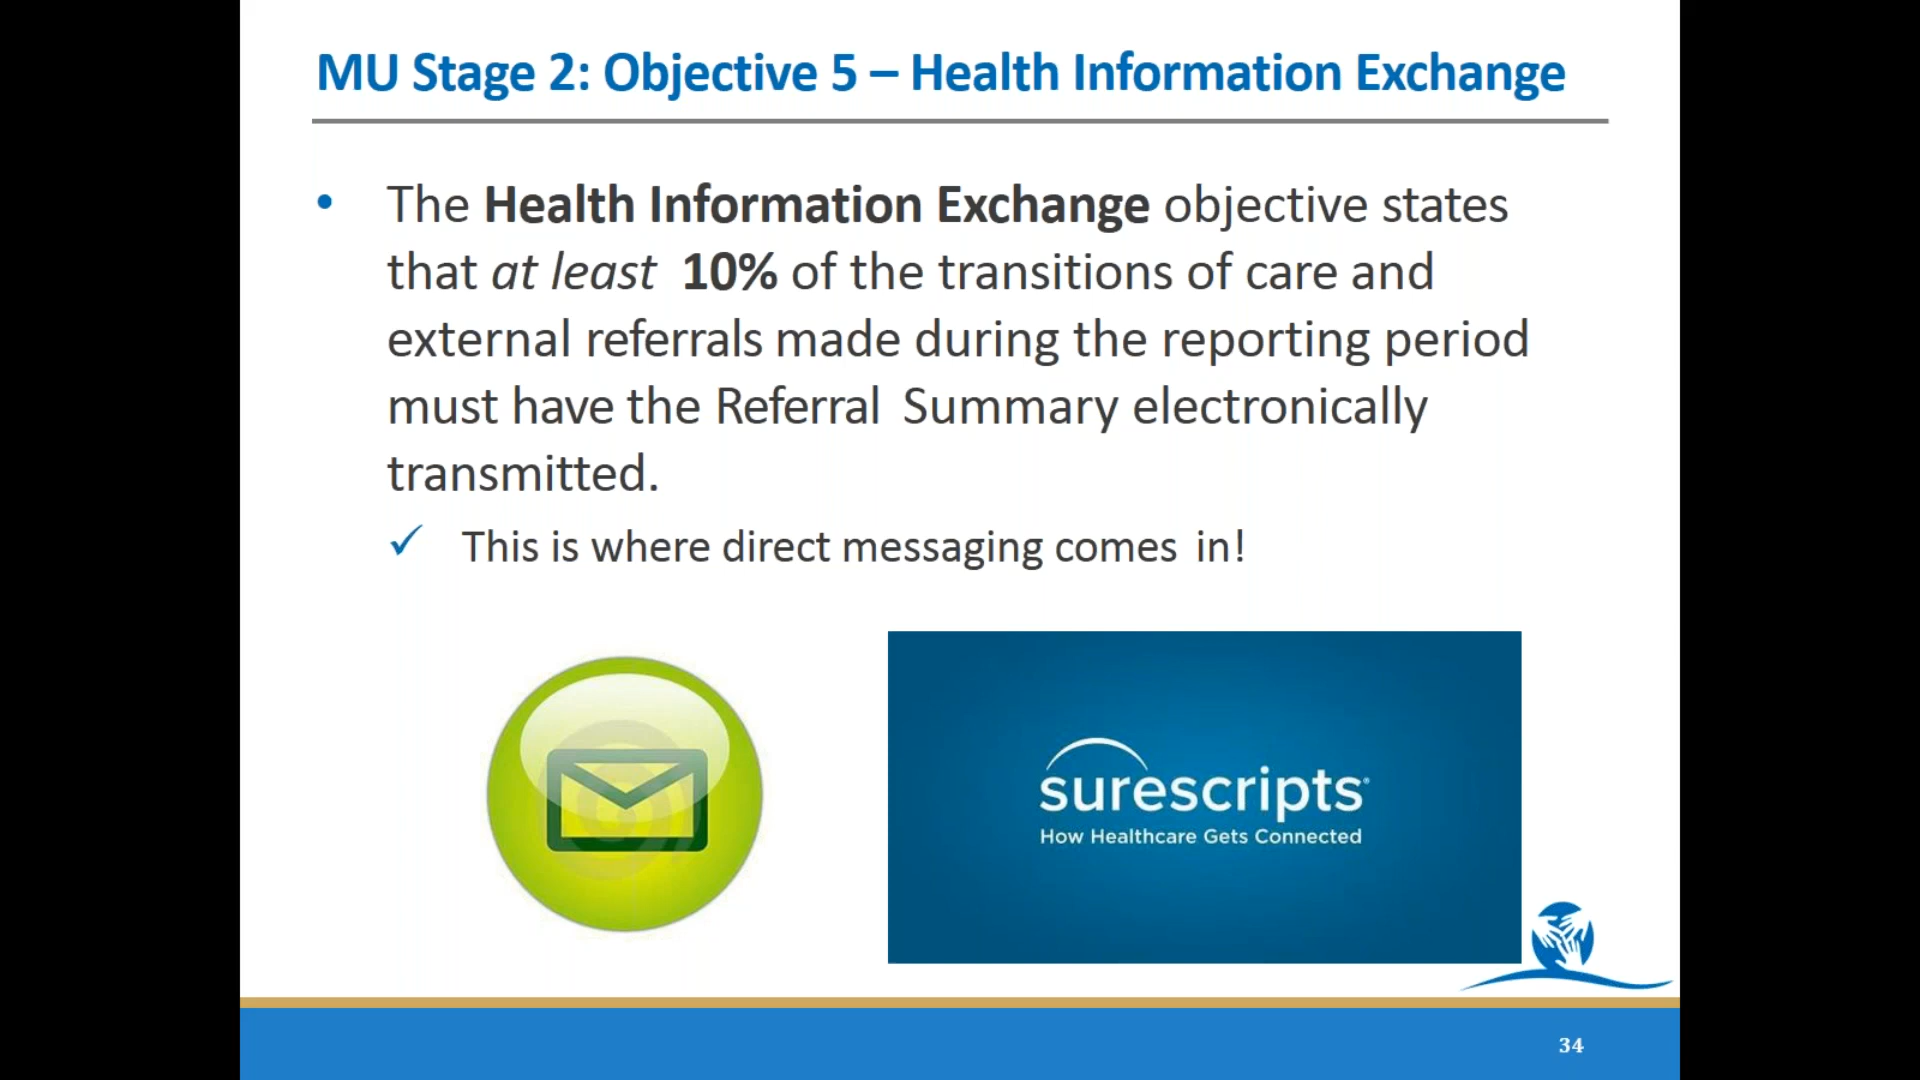 MU Stage 2: Objective 5 – Health Information Exchange
• The Health Information Exchange objective states
that at least 10% of the transitions of care and
external referrals made during the reporting period
must have the Referral Summary electronically
transmitted.
✓ This is where direct messaging comes in!
surescripts
How Healthcare Gets Connected
34